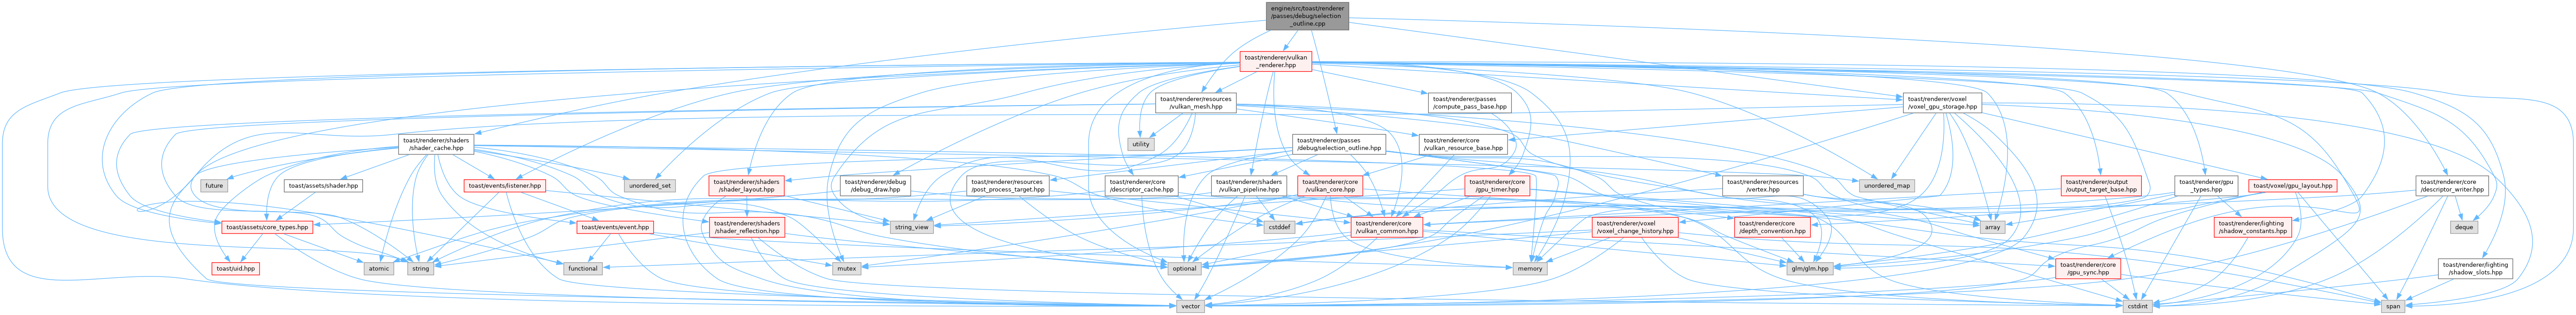 engine/src/toast/renderer
/passes/debug/selection
_outline.cpp
toast/renderer/vulkan
_renderer.hpp
toast/renderer/resources
/vulkan_mesh.hpp
toast/renderer/passes
/compute_pass_base.hpp
toast/renderer/voxel
/voxel_gpu_storage.hpp
toast/renderer/shaders
/shader_cache.hpp
utility
toast/renderer/passes
/debug/selection_outline.hpp
toast/renderer/core
/vulkan_resource_base.hpp
future
toast/assets/shader.hpp
toast/events/listener.hpp
unordered_set
toast/renderer/shaders
/shader_layout.hpp
toast/renderer/debug
/debug_draw.hpp
toast/renderer/resources
/post_process_target.hpp
toast/renderer/core
/descriptor_cache.hpp
toast/renderer/shaders
/vulkan_pipeline.hpp
toast/renderer/core
/vulkan_core.hpp
toast/renderer/core
/gpu_timer.hpp
toast/renderer/resources
/vertex.hpp
unordered_map
toast/renderer/output
/output_target_base.hpp
toast/renderer/gpu
_types.hpp
toast/voxel/gpu_layout.hpp
toast/renderer/core
/descriptor_writer.hpp
toast/assets/core_types.hpp
toast/events/event.hpp
toast/renderer/shaders
/shader_reflection.hpp
string_view
cstddef
toast/renderer/core
/vulkan_common.hpp
toast/renderer/voxel
/voxel_change_history.hpp
toast/renderer/core
/depth_convention.hpp
array
toast/renderer/lighting
/shadow_constants.hpp
deque
toast/uid.hpp
atomic
string
functional
mutex
optional
memory
glm/glm.hpp
toast/renderer/core
/gpu_sync.hpp
toast/renderer/lighting
/shadow_slots.hpp
vector
cstdint
span